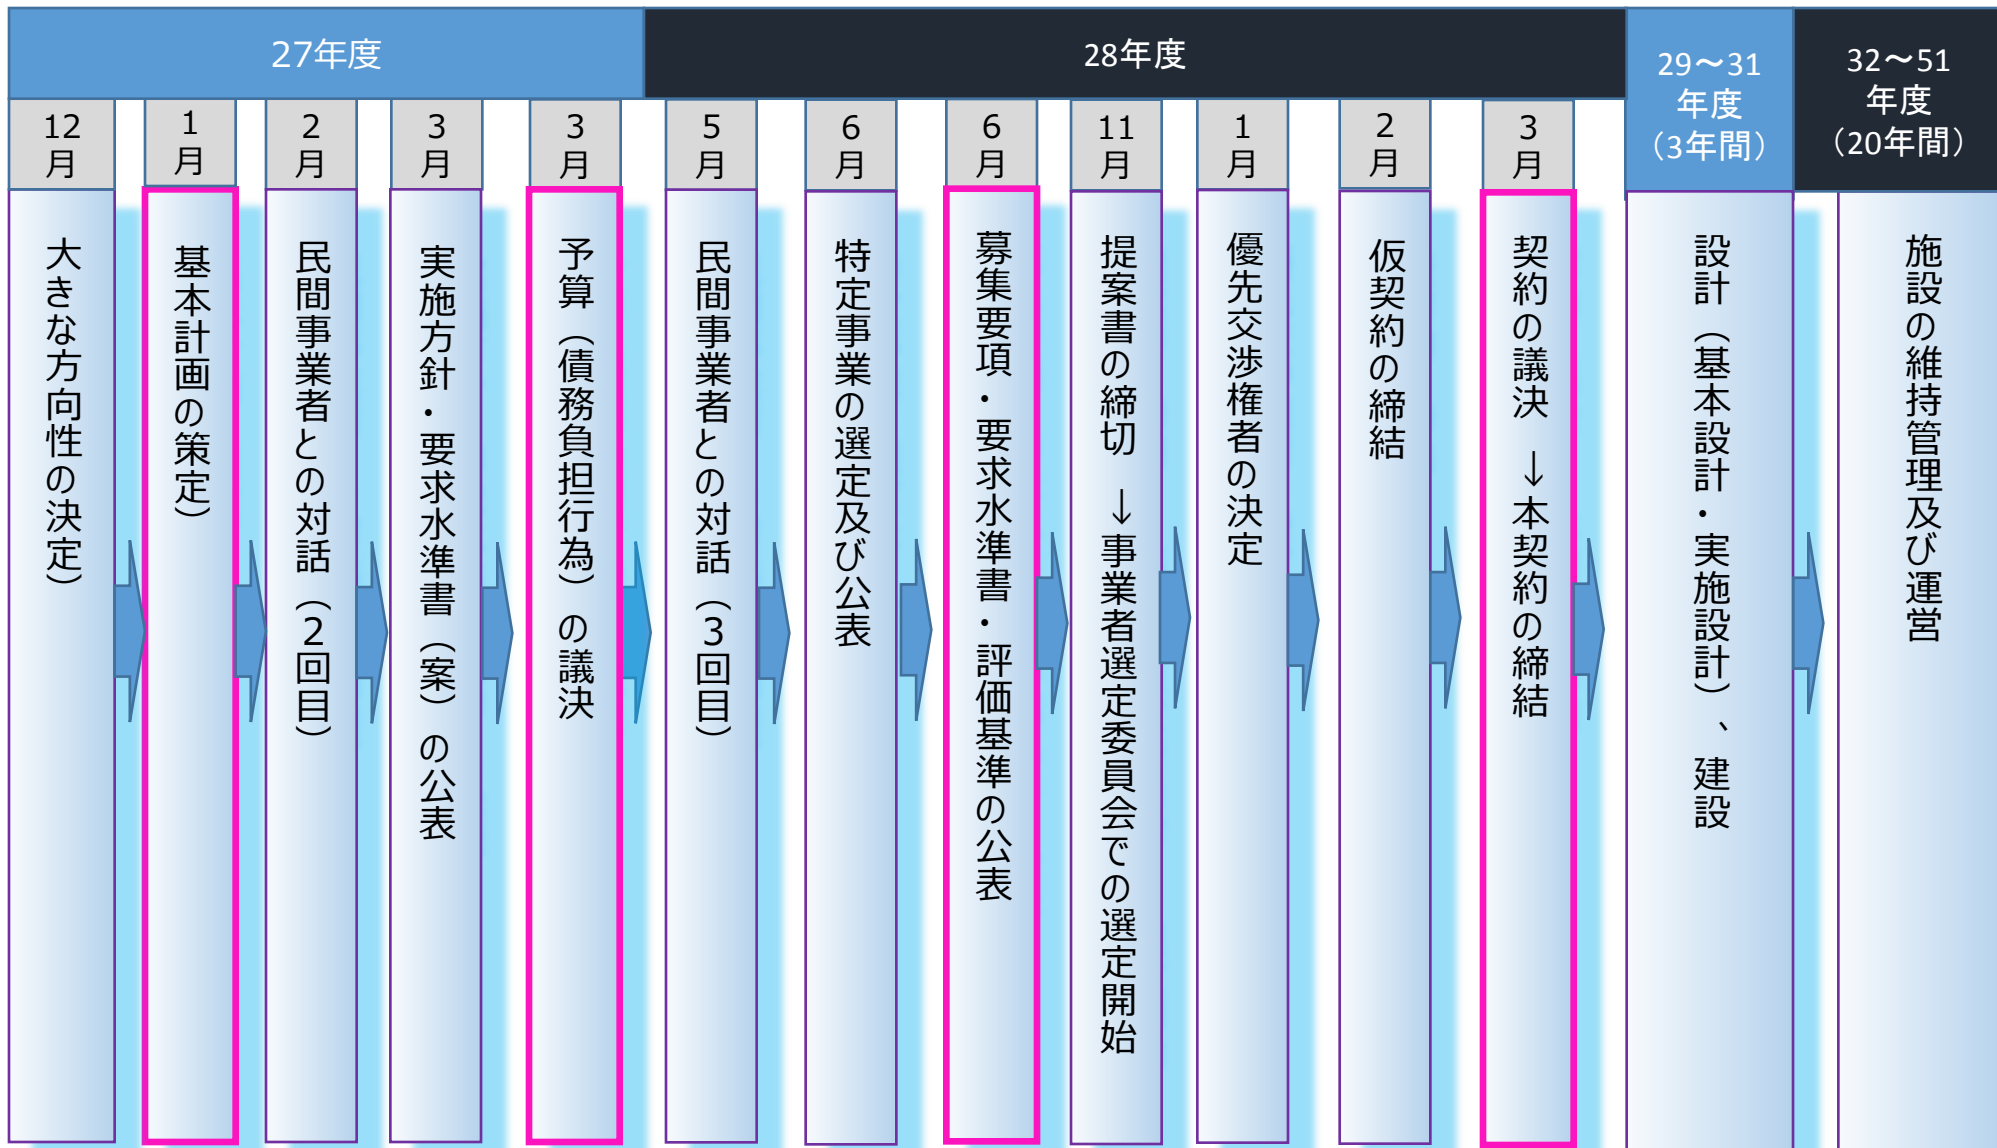 27年度
28年度
29～31
年度
（3年間）
32～51
年度
（20年間）
12
月
1
月
2
月
3
月
3
月
5
月
6
月
6
月
11
月
1
月
2
月
3
月
大きな方向性の決定）
基本計画の策定）
民間事業者との対話（2回目）
実施方針・要求水準書（案）の公表
予算（債務負担行為）の議決
民間事業者との対話（3回目）
特定事業の選定及び公表
募集要項・要求水準書・評価基準の公表
提案書の締切 → 事業者選定委員会での選定開始
優先交渉権者の決定
仮契約の締結
契約の議決 → 本契約の締結
設計（基本設計・実施設計）、建設
施設の維持管理及び運営